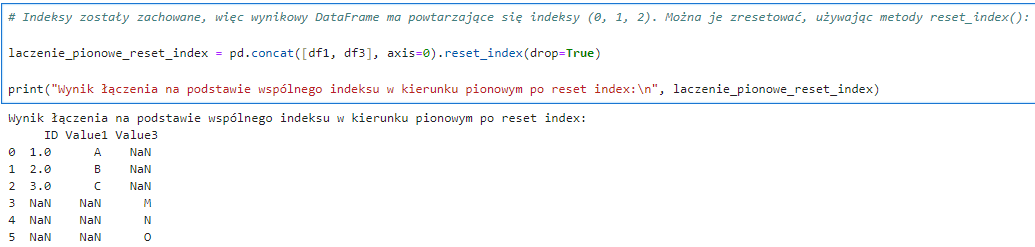 # Indeksy zostały zachowane, więc wynikowy DataFrame ma powtarzające się indeksy (0, 1, 2). Można je zresetować, używając metody reset_index():
laczenie_pionowe_reset_index = pd.concat([df1, df3], axis=0).reset_index(drop=True)
print("Wynik łączenia na podstawie wspólnego indeksu w kierunku pionowym po reset index:\n", laczenie_pionowe_reset_index)
Wynik łączenia na podstawie wspólnego indeksu w kierunku pionowym po reset index:
ID Value1 Value3
0 1.0 A NaN
1 2.0 B NaN
2 3.0 C NaN
3 NaN NaN M
4 NaN NaN N
5 NaN NaN O